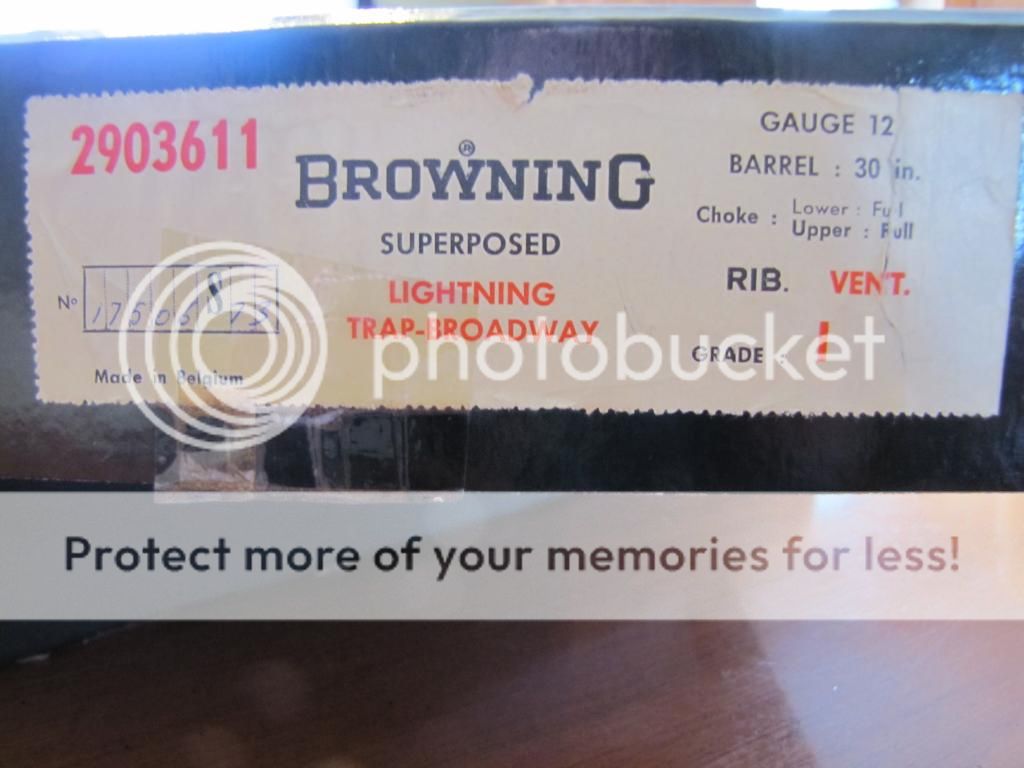 2903611
BROWNING®
SUPERPOSED
LIGHTNING
TRAP-BROADWAY
Nº
Made in Belgium
GAUGE 12
BARREL : 30 in.
Choke : Lower : Full
Upper : Full
RIB. VENT.
GRADE : I
photobucket
Protect more of your memories for less!